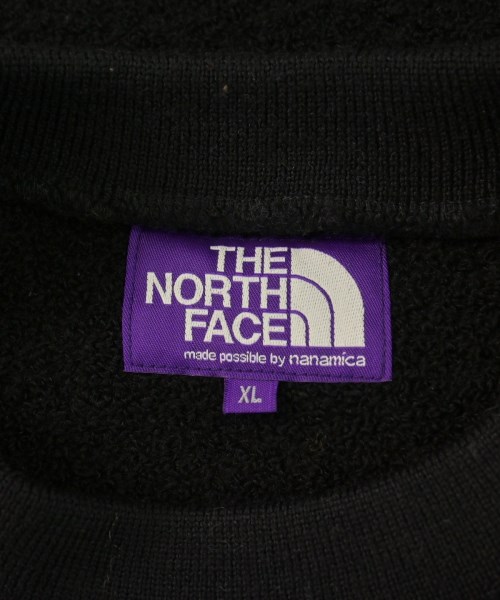 THE
NORTH
FACE
made possible by nanamica
XL